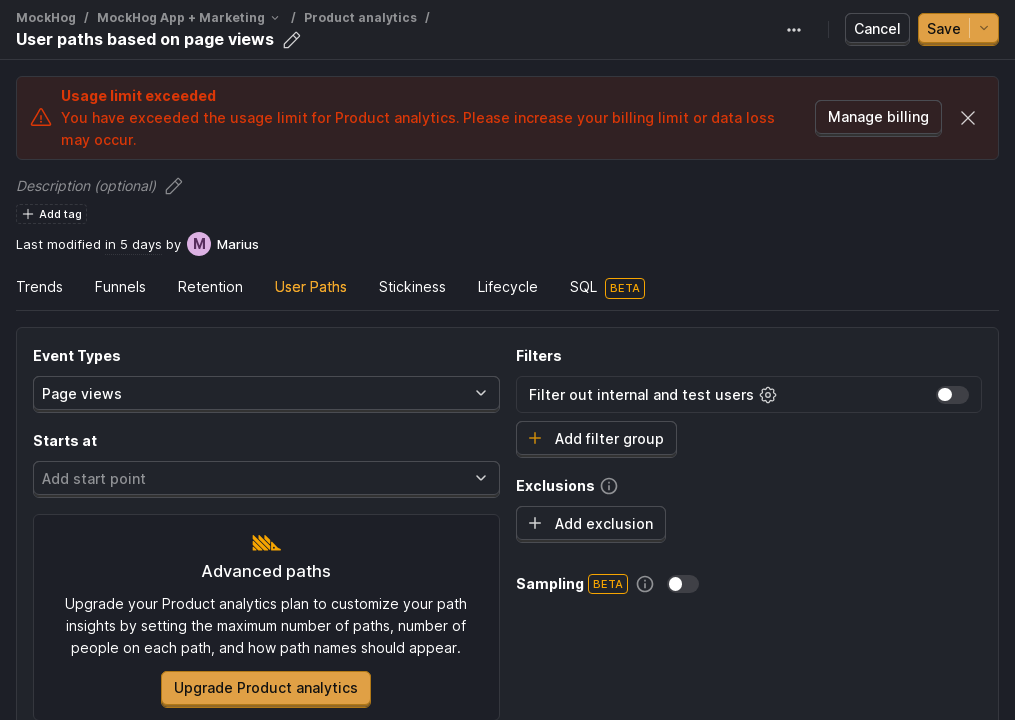 MockHog / MockHog App + Marketing / Product analytics /
User paths based on page views
Cancel
Save
Usage limit exceeded
You have exceeded the usage limit for Product analytics. Please increase your billing limit or data loss
may occur.
Manage billing
Description (optional)
Add tag
Last modified in 5 days by M Marius
Trends Funnels Retention User Paths Stickiness Lifecycle SQL BETA
Event Types
Page views
Starts at
Add start point
Advanced paths
Upgrade your Product analytics plan to customize your path
insights by setting the maximum number of paths, number of
people on each path, and how path names should appear.
Upgrade Product analytics
Filters
Filter out internal and test users
Add filter group
Exclusions
Add exclusion
Sampling BETA